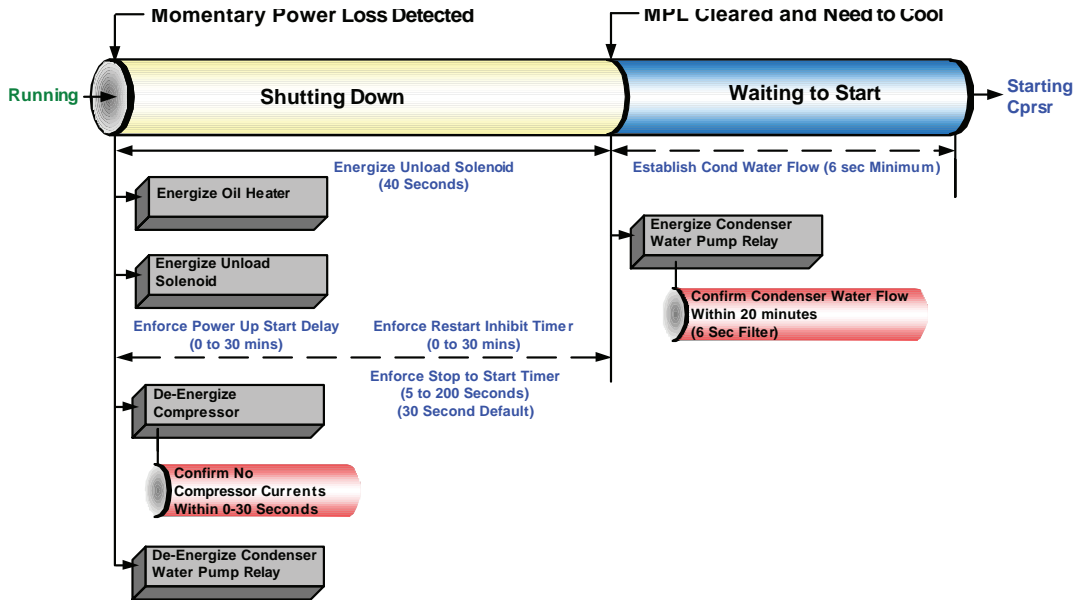 Momentary Power Loss Detected
MPL Cleared and Need to Cool
Running
Shutting Down
Waiting to Start
Starting
Cprsr
Energize Unload Solenoid
(40 Seconds)
Establish Cond Water Flow (6 sec Minimum)
Energize Oil Heater
Energize Condenser
Water Pump Relay
Energize Unload
Solenoid
Confirm Condenser Water Flow
Within 20 minutes
(6 Sec Filter)
Enforce Power Up Start Delay
(0 to 30 mins)
Enforce Restart Inhibit Timer
(0 to 30 mins)
Enforce Stop to Start Timer
(5 to 200 Seconds)
(30 Second Default)
De-Energize
Compressor
Confirm No
Compressor Currents
Within 0-30 Seconds
De-Energize Condenser
Water Pump Relay